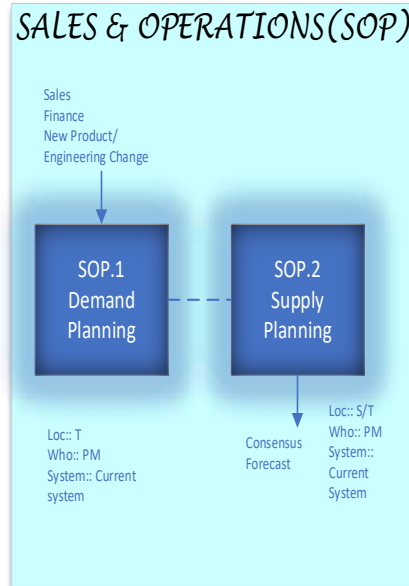 SALES & OPERATIONS(SOP)
Sales
Finance
New Product/
Engineering Change
SOP.1
Demand
Planning
SOP.2
Supply
Planning
Loc:: T
Who:: PM
System:: Current
system
Consensus
Forecast
Loc:: S/T
Who:: PM
System::
Current
System